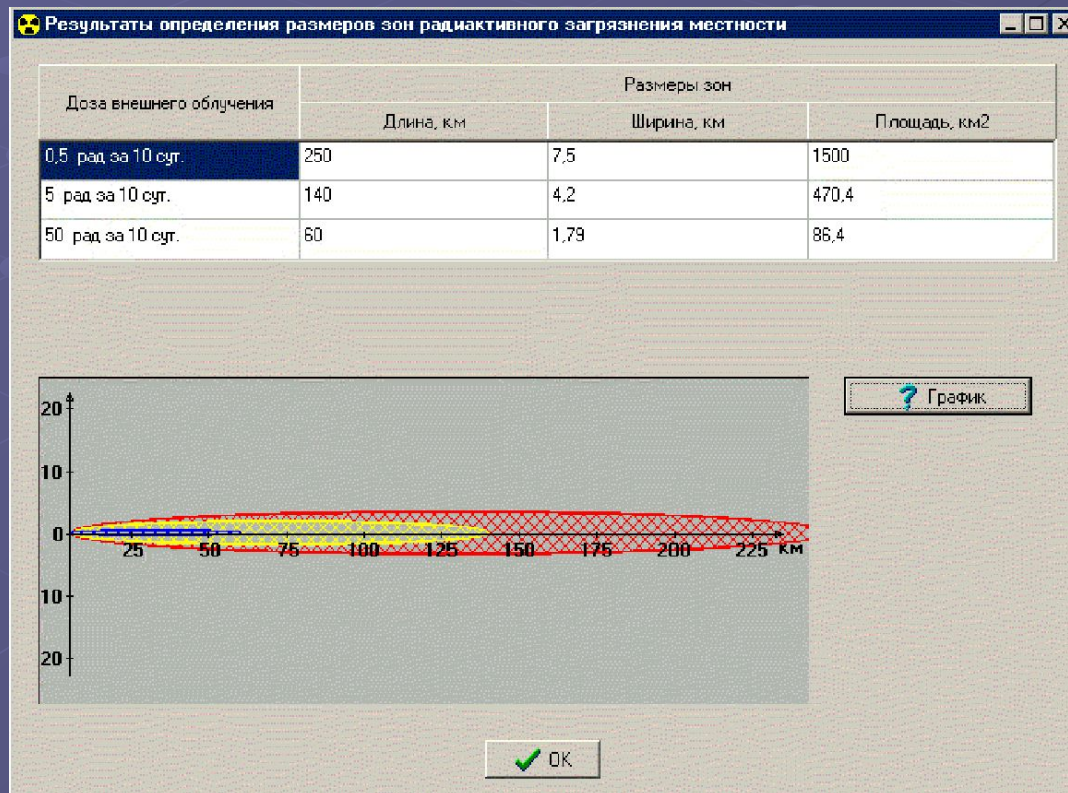 Результаты определения размеров зон радиактивного загрязнения местности
Доза внешнего облучения
Размеры зон
Длина, км
Ширина, км
Площадь, км2
0,5 рад за 10 сут.
250
7,5
1500
5 рад за 10 сут.
140
4,2
470,4
50 рад за 10 сут.
60
1,79
86,4
График
20
10
0
25 50 75 100 125 150 175 200 225 км
10
20
OK